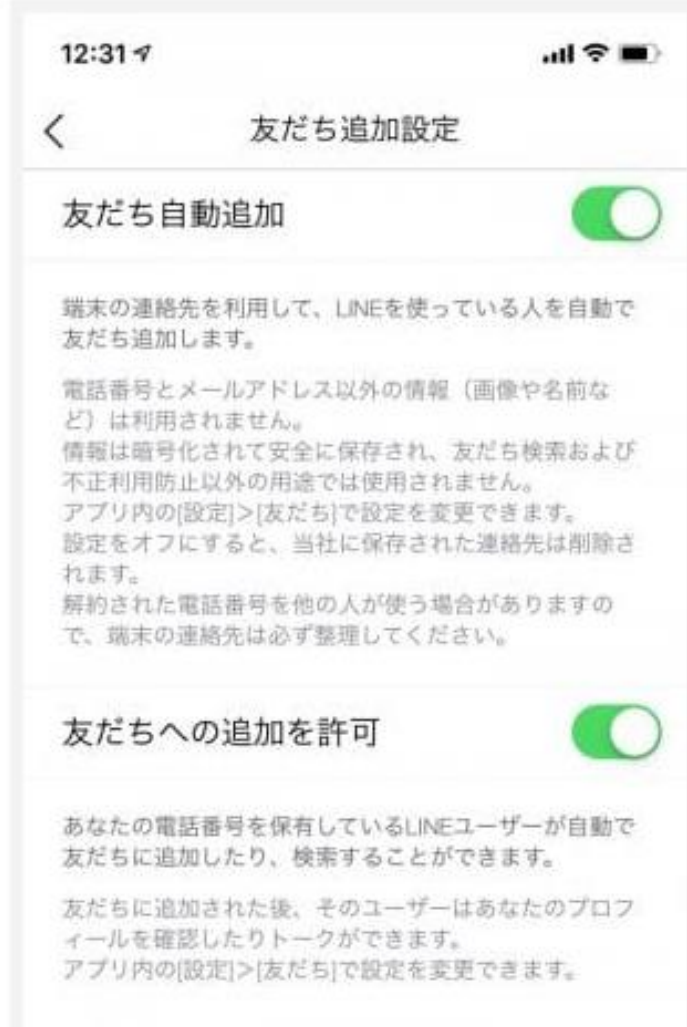 12:31
友だち追加設定
友だち自動追加
端末の連絡先を利用して、LINEを使っている人を自動で
友だち追加します。
電話番号とメールアドレス以外の情報（画像や名前な
ど）は利用されません。
情報は暗号化されて安全に保存され、友だち検索および
不正利用防止以外の用途では使用されません。
アプリ内の[設定]>[友だち]で設定を変更できます。
設定をオフにすると、当社に保存された連絡先は削除さ
れます。
解約された電話番号を他の人が使う場合がありますの
で、端末の連絡先は必ず整理してください。
友だちへの追加を許可
あなたの電話番号を保有しているLINEユーザーが自動で
友だちに追加したり、検索することができます。
友だちに追加された後、そのユーザーはあなたのプロフ
ィールを確認したりトークができます。
アプリ内の[設定]>[友だち]で設定を変更できます。